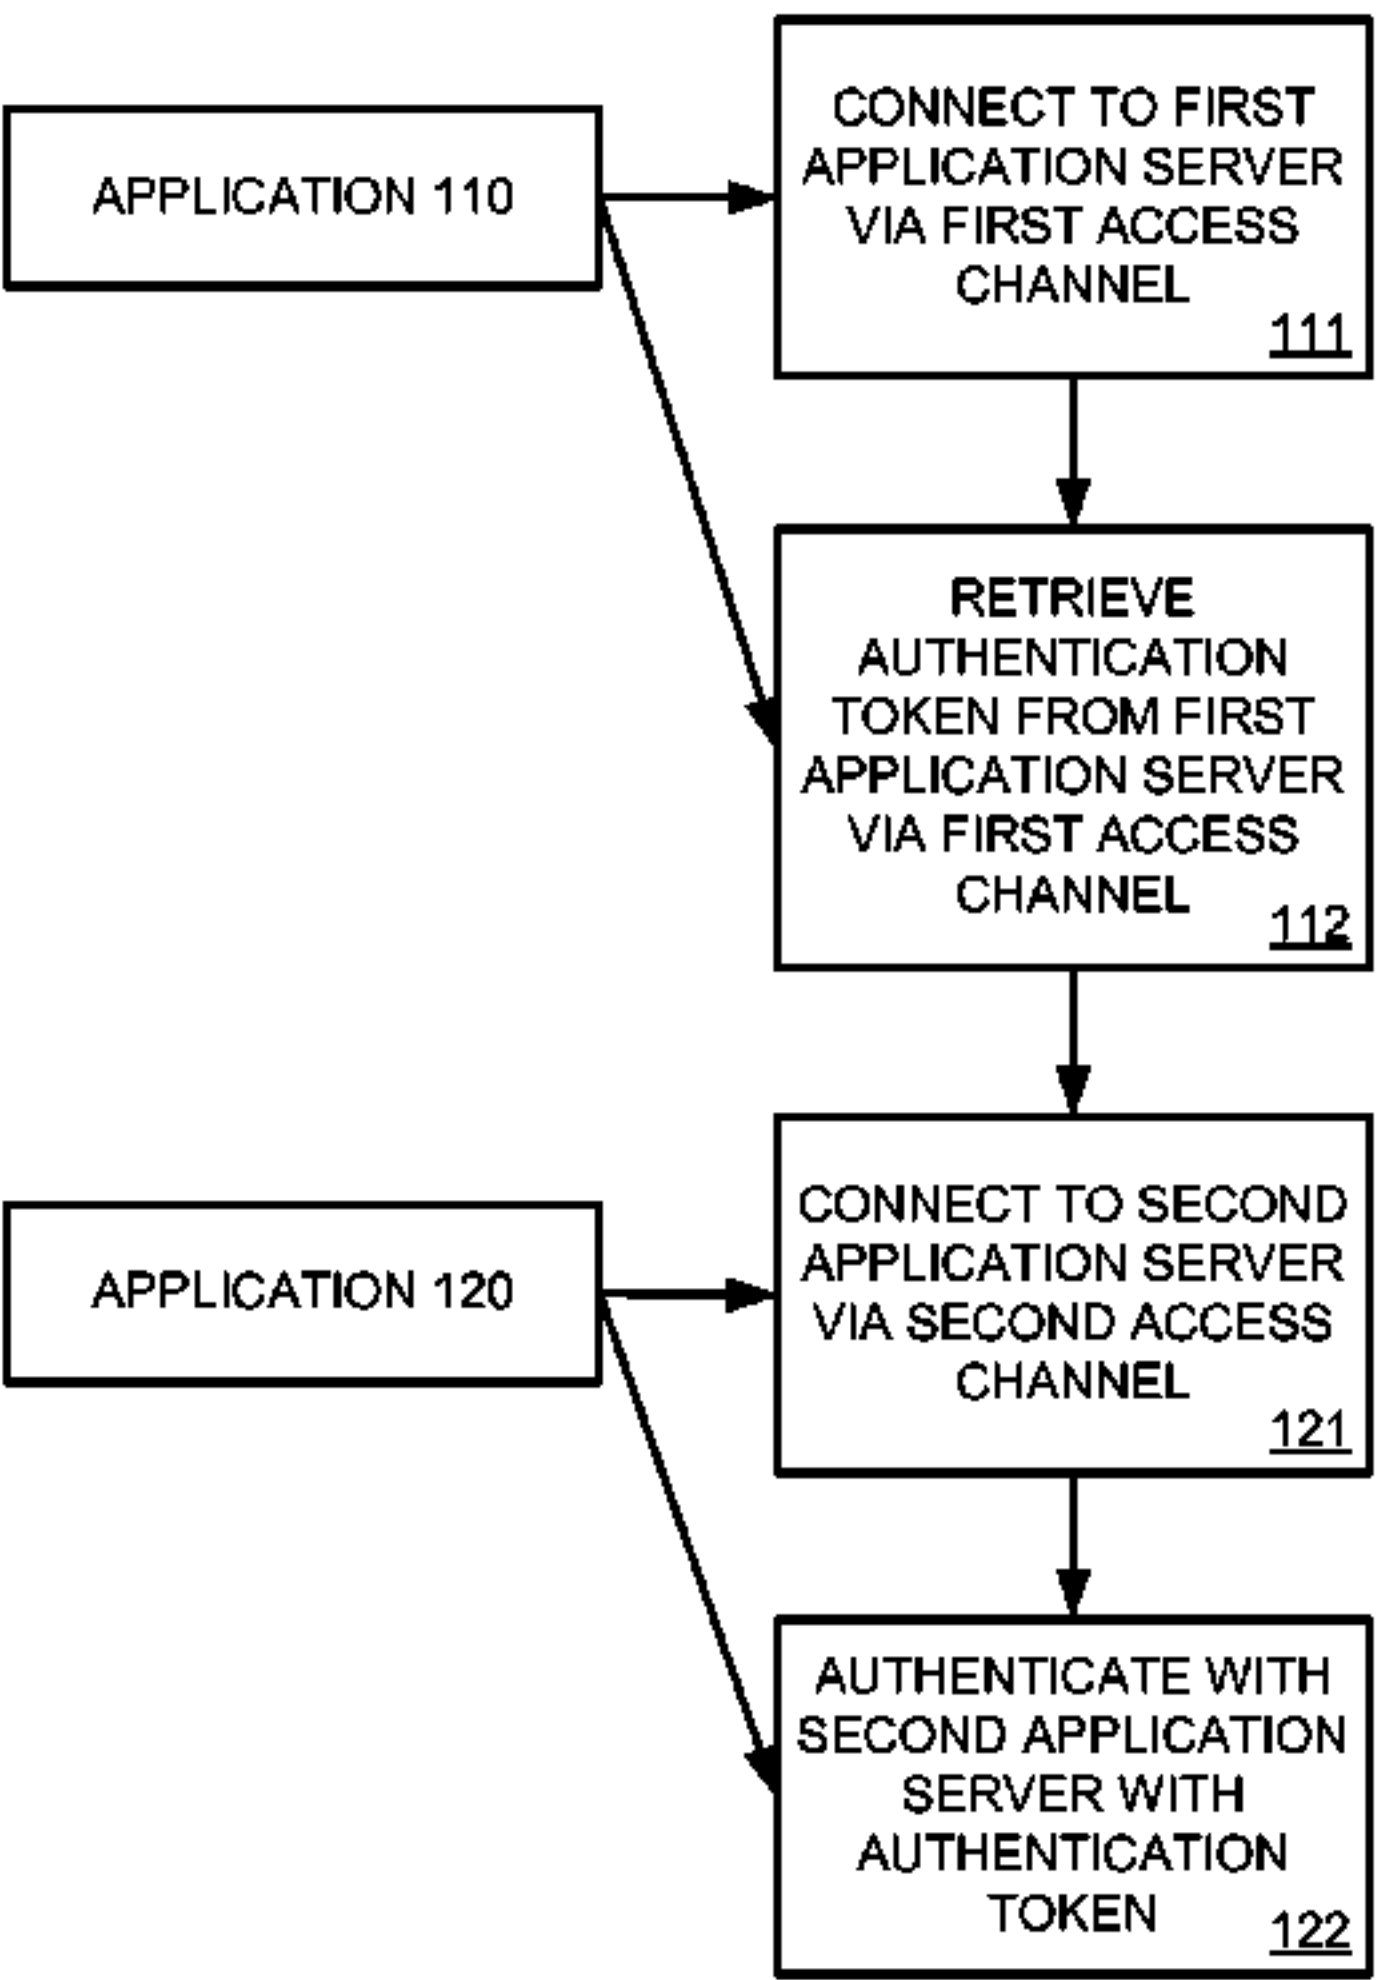 CONNECT TO FIRST
APPLICATION SERVER
VIA FIRST ACCESS
CHANNEL
111
APPLICATION 110
RETRIEVE
AUTHENTICATION
TOKEN FROM FIRST
APPLICATION SERVER
VIA FIRST ACCESS
CHANNEL
112
CONNECT TO SECOND
APPLICATION SERVER
VIA SECOND ACCESS
CHANNEL
121
APPLICATION 120
AUTHENTICATE WITH
SECOND APPLICATION
SERVER WITH
AUTHENTICATION
TOKEN
122